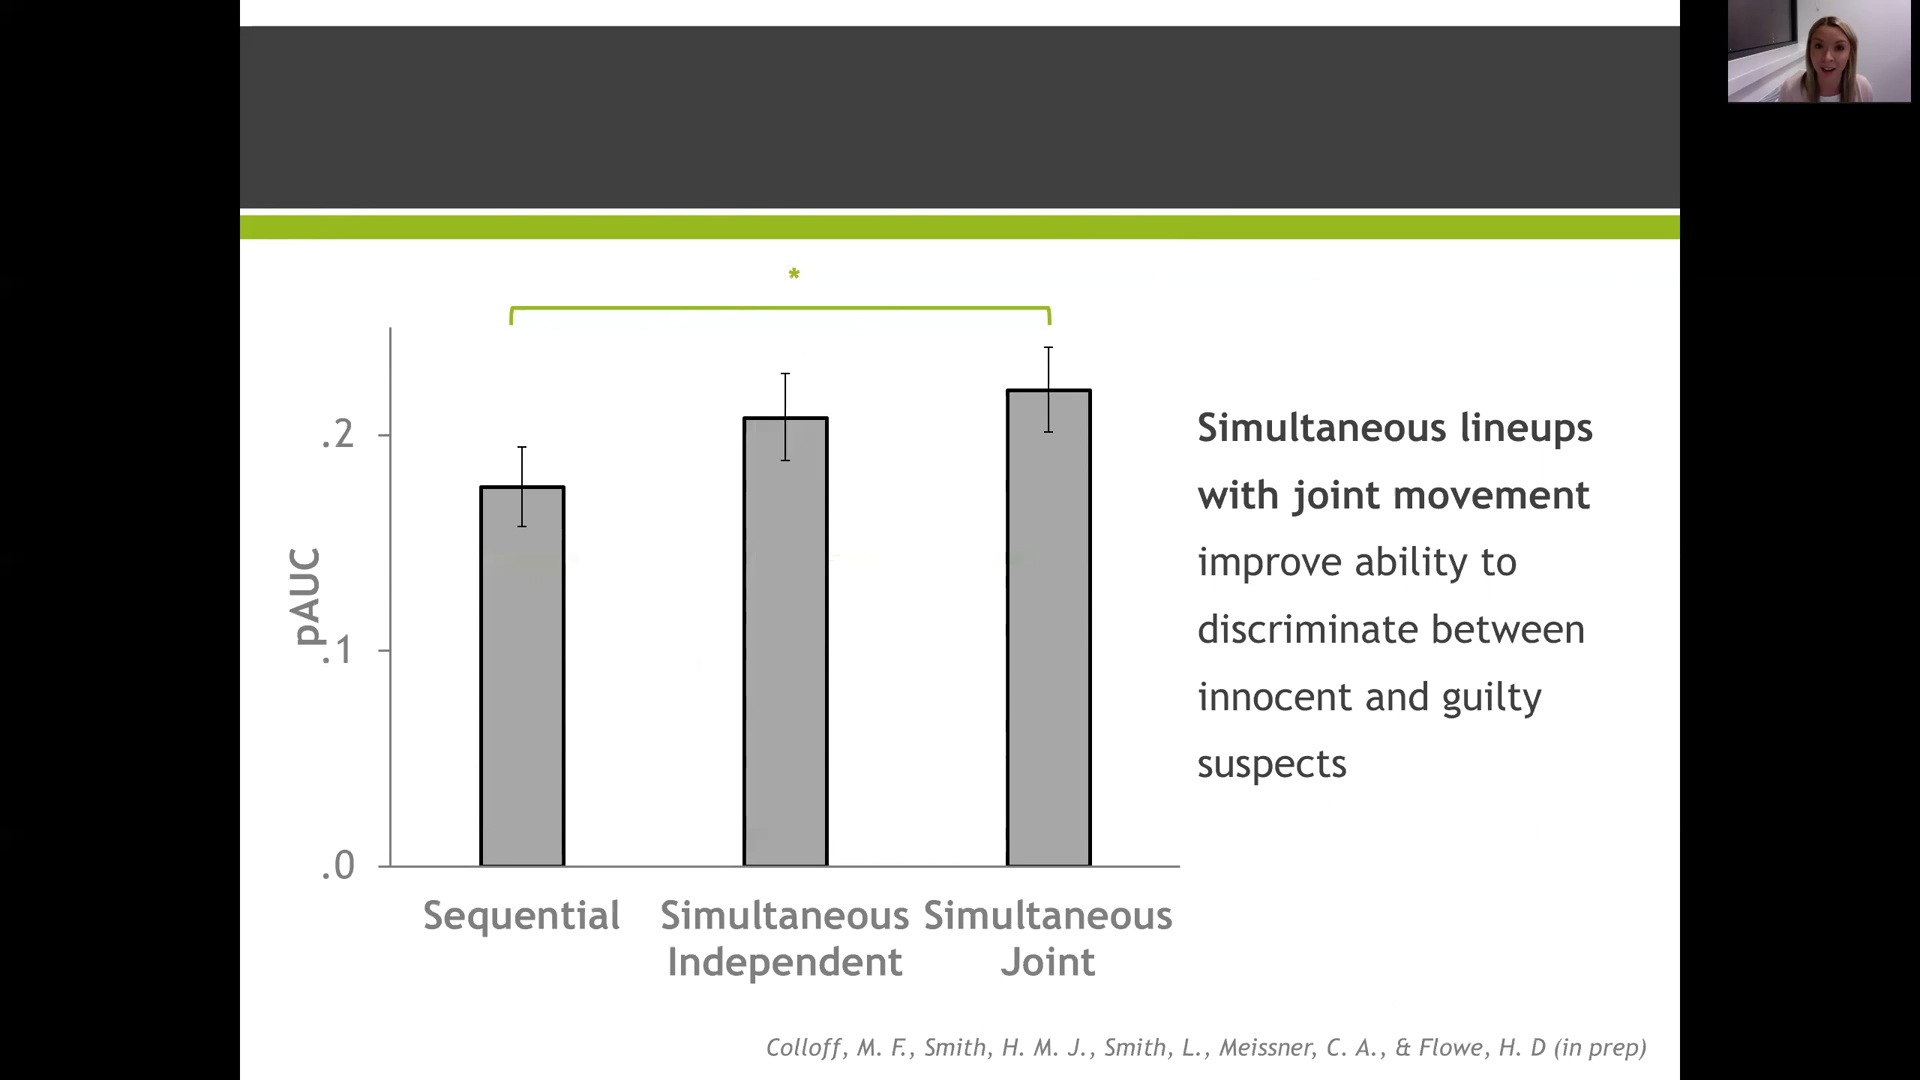 *
.2
.1
.0
pAUC
Sequential
Simultaneous
Independent
Simultaneous
Joint
Simultaneous lineups
with joint movement
improve ability to
discriminate between
innocent and guilty
suspects
Colloff, M. F., Smith, H. M. J., Smith, L., Meissner, C. A., & Flowe, H. D (in prep)